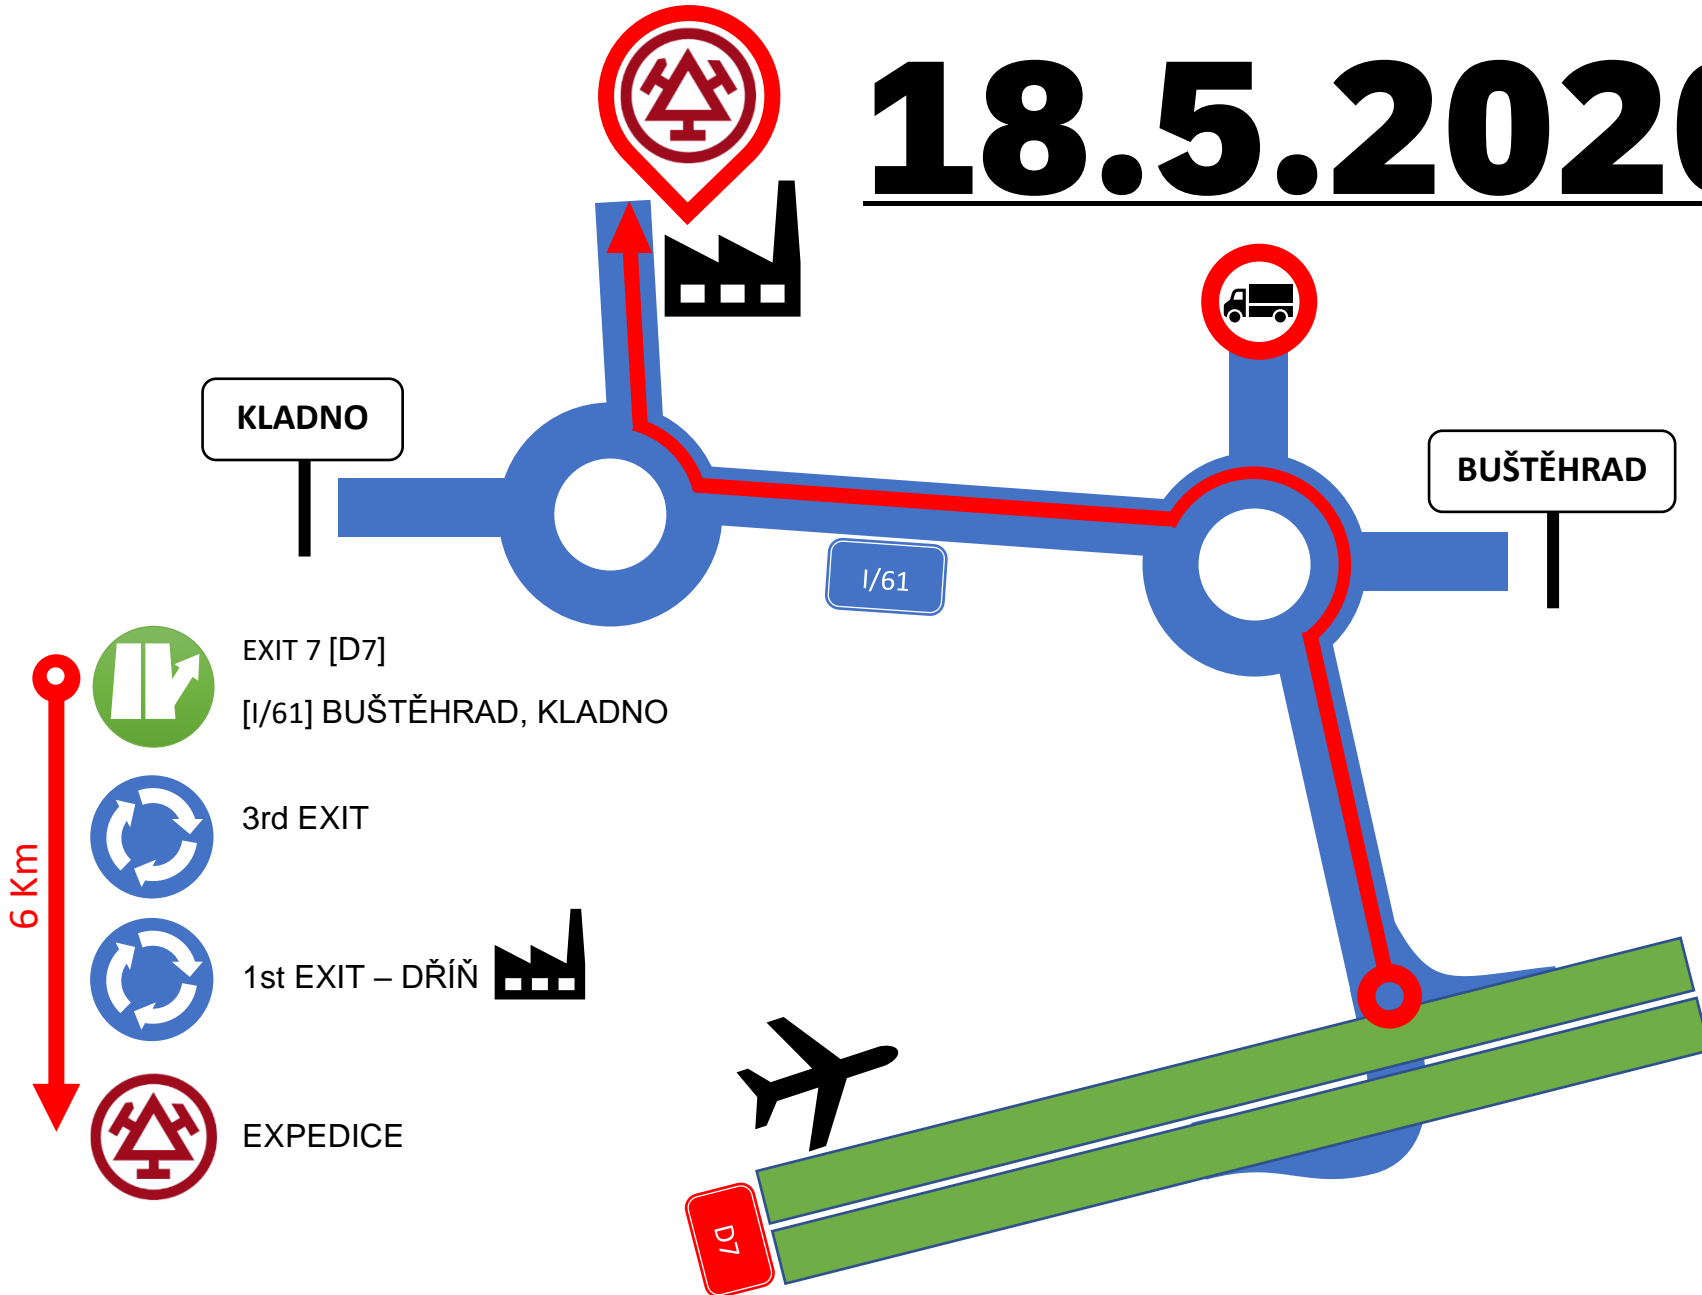 18.5.2020
KLADNO
BUŠTĚHRAD
I/61
EXIT 7 [D7]
[I/61] BUŠTĚHRAD, KLADNO
3rd EXIT
6 Km
1st EXIT – DŘÍŇ
EXPEDICE
D7